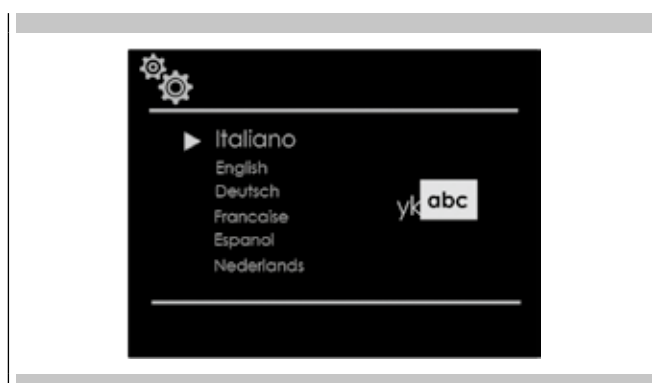 Italiano
English
Deutsch
Francaise
Espanol
Nederlands
yk abc